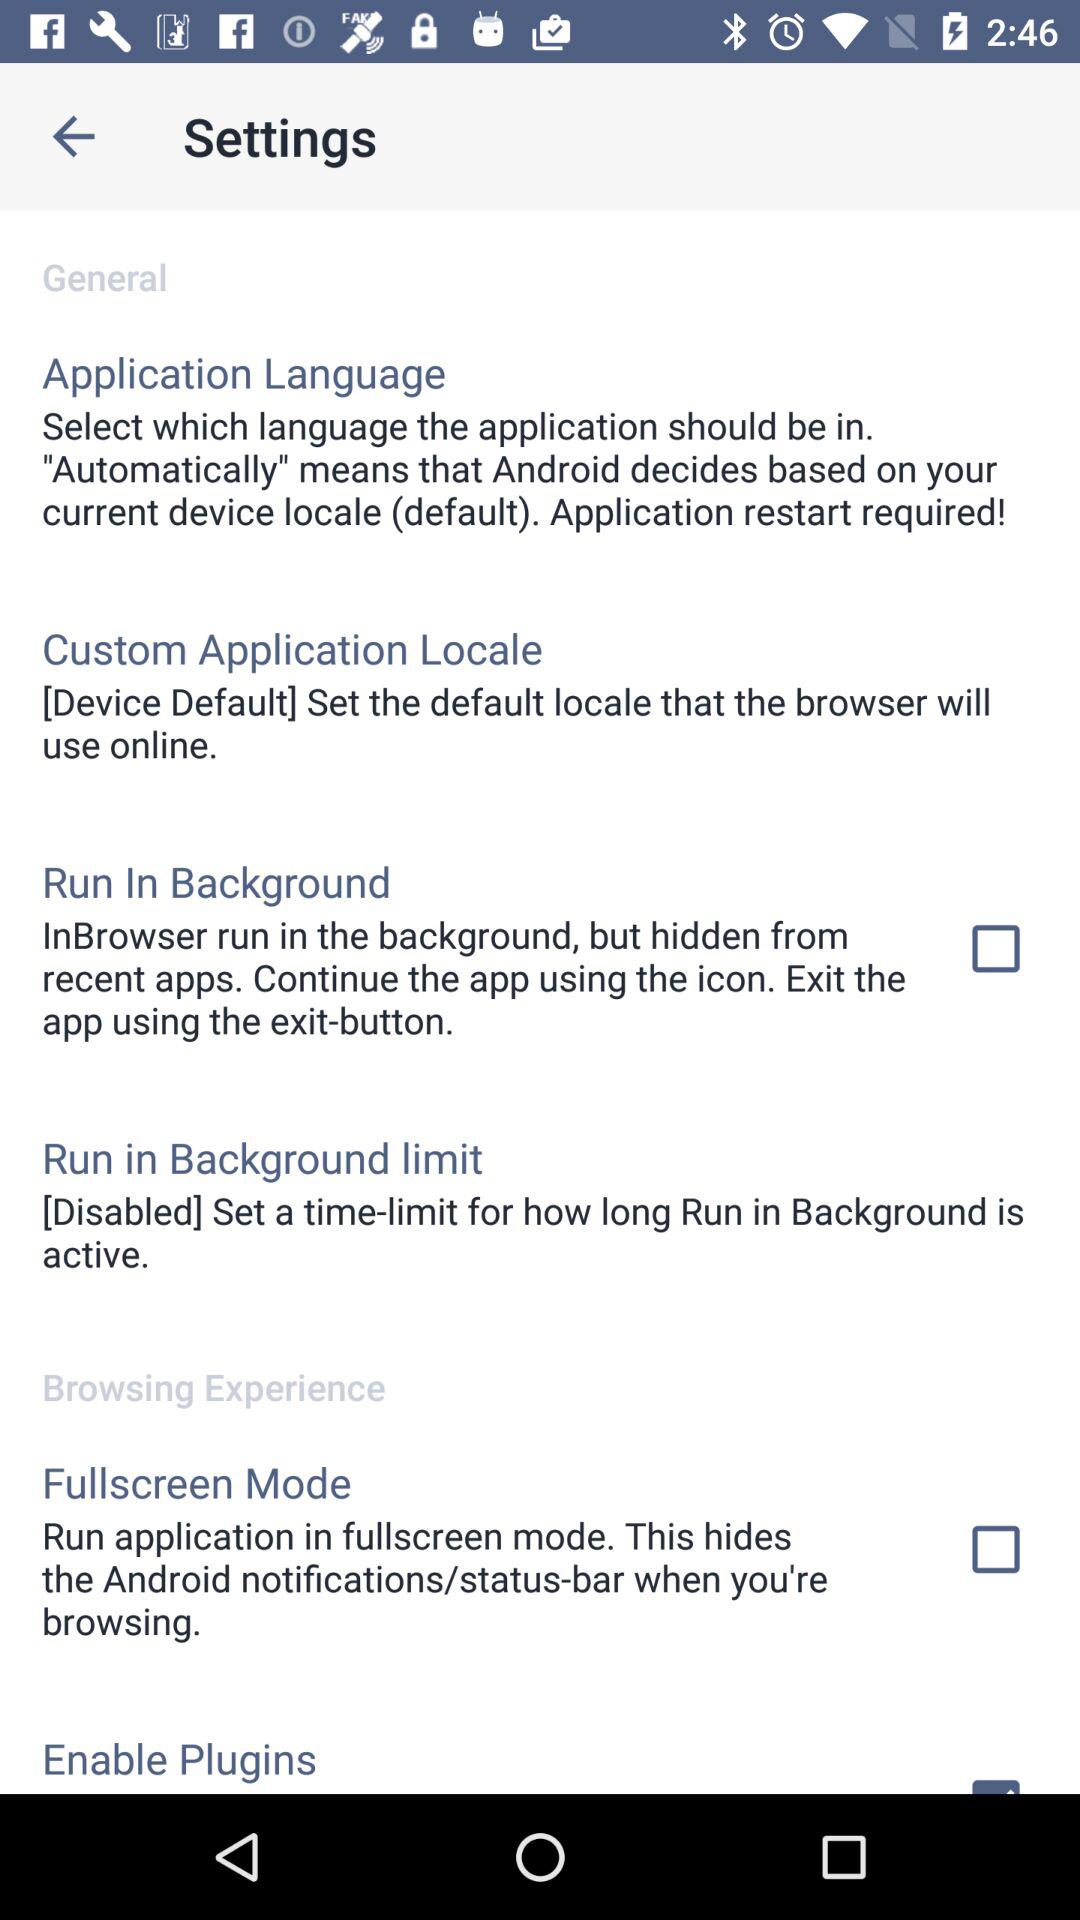 FAKE
2:46
Settings
General
Application Language
Select which language the application should be in.
"Automatically" means that Android decides based on your
current device locale (default). Application restart required!
Custom Application Locale
[Device Default] Set the default locale that the browser will
use online.
Run In Background
InBrowser run in the background, but hidden from
recent apps. Continue the app using the icon. Exit the
app using the exit-button.
Run in Background limit
[Disabled] Set a time-limit for how long Run in Background is
active.
Browsing Experience
Fullscreen Mode
Run application in fullscreen mode. This hides
the Android notifications/status-bar when you're
browsing.
Enable Plugins